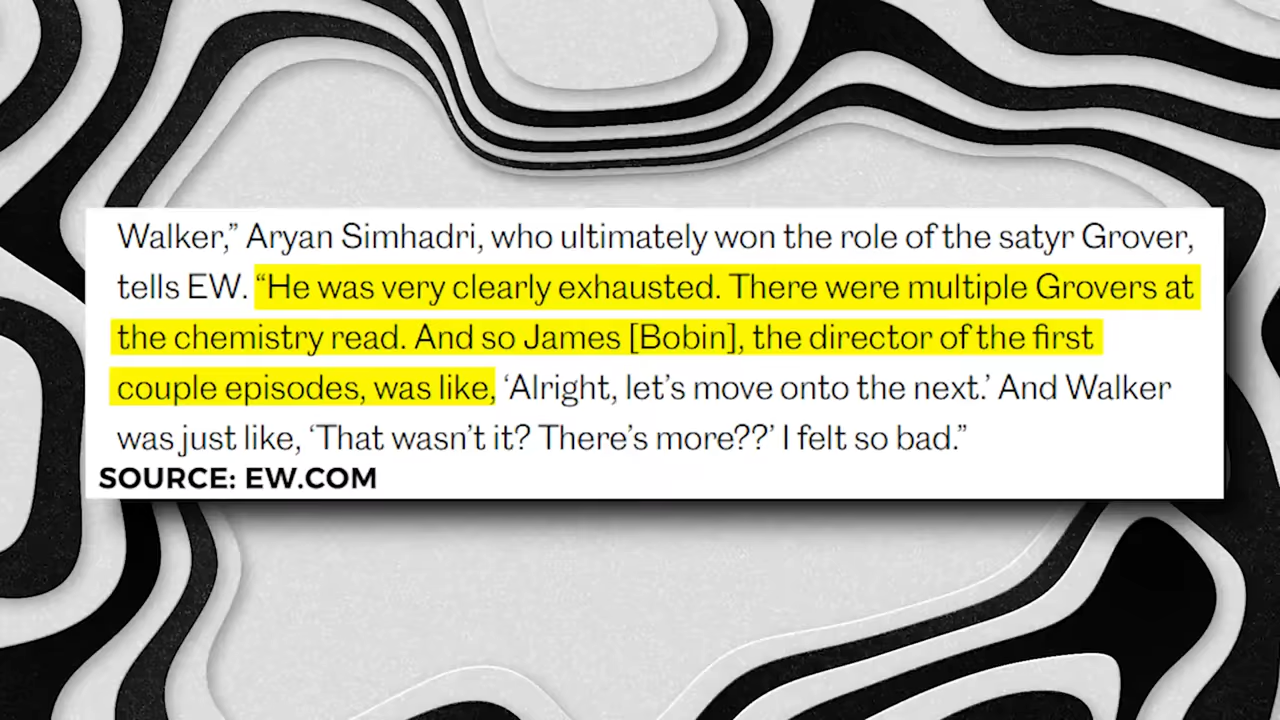 Walker,” Aryan Simhadri, who ultimately won the role of the satyr Grover,
tells EW. “He was very clearly exhausted. There were multiple Grovers at
the chemistry read. And so James [Bobin], the director of the first
couple episodes, was like, ‘Alright, let’s move onto the next.’ And Walker
was just like, ‘That wasn’t it? There’s more??’ I felt so bad.”
SOURCE: EW.COM